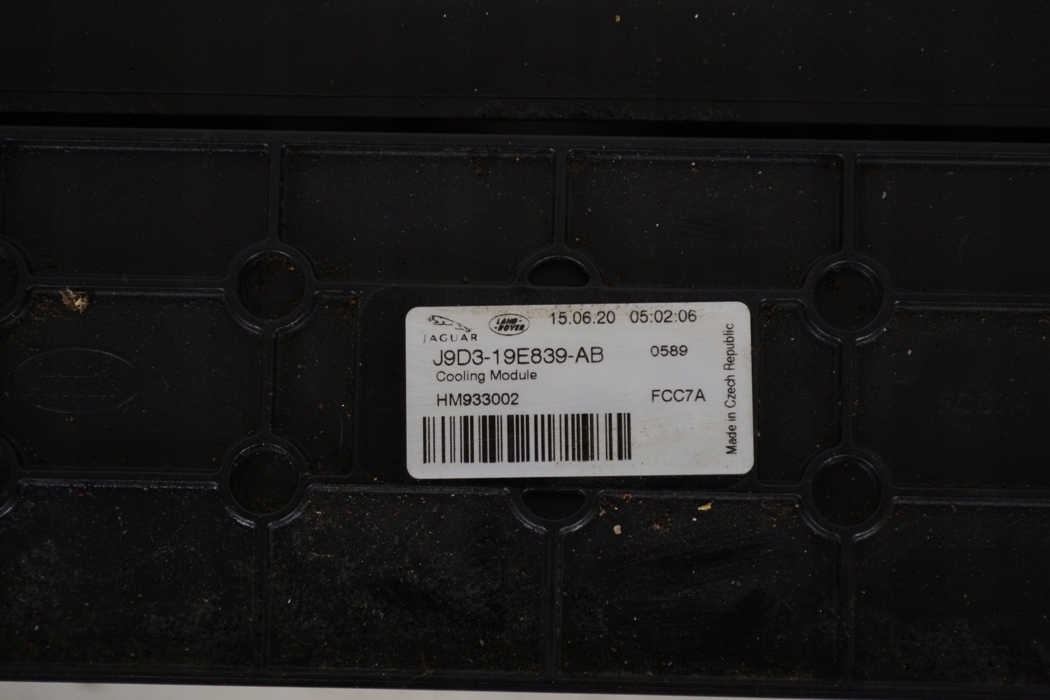 JAGUAR
LAND-
-ROVER
15.06.20 05:02:06
J9D3-19E839-AB 0589
Cooling Module
HM933002 FCC7A
Made in Czech Republic